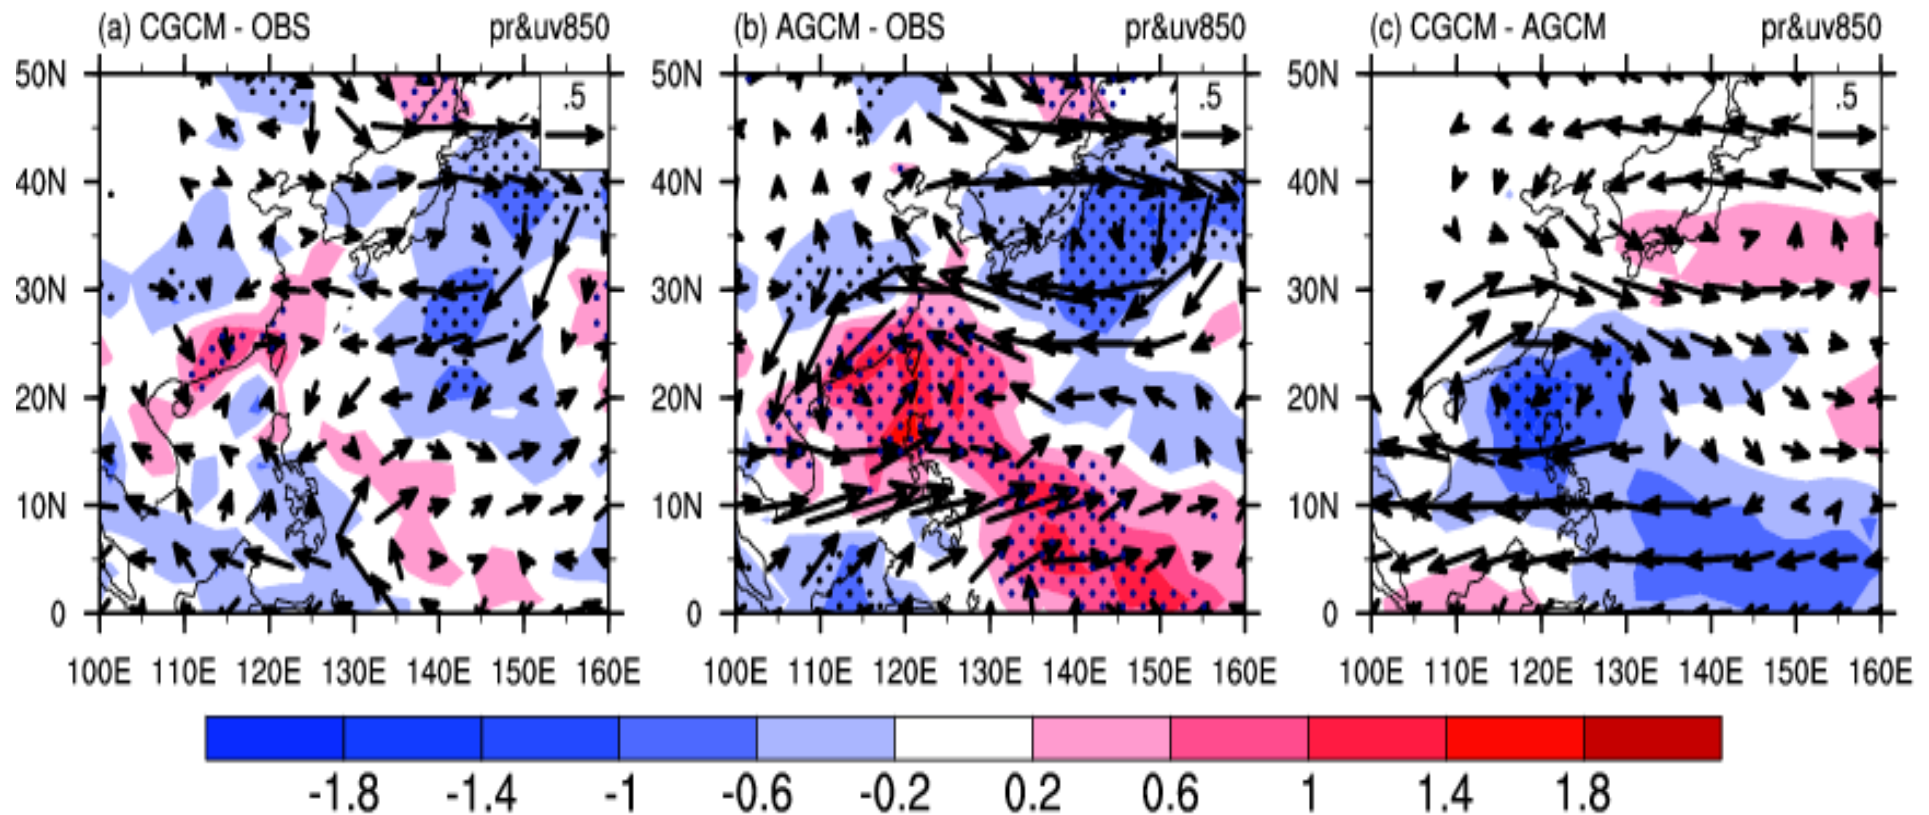 (a) CGCM - OBS pr&uv850 (b) AGCM - OBS pr&uv850 (c) CGCM - AGCM pr&uv850
50N 50N 50N
.5 .5 .5
40N 40N 40N
30N 30N 30N
20N 20N 20N
10N 10N 10N
0 0 0
100E 110E 120E 130E 140E 150E 160E 100E 110E 120E 130E 140E 150E 160E 100E 110E 120E 130E 140E 150E 160E
-1.8 -1.4 -1 -0.6 -0.2 0.2 0.6 1 1.4 1.8